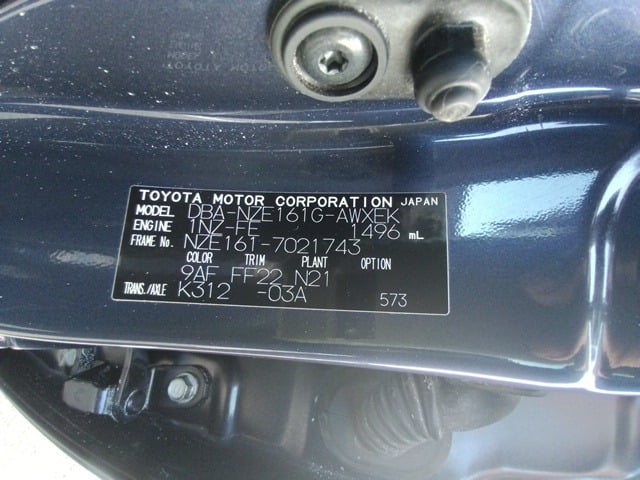 TOYOTA MOTOR CORPORATION JAPAN
MODEL DBA-NZE161G-AWXEK
ENGINE 1NZ-FE 1496 mL
FRAME No. NZE161-7021743
COLOR TRIM PLANT OPTION
9AF FF22 N21
TRANS./AXLE K312 -03A 573